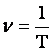 ν = 1/T